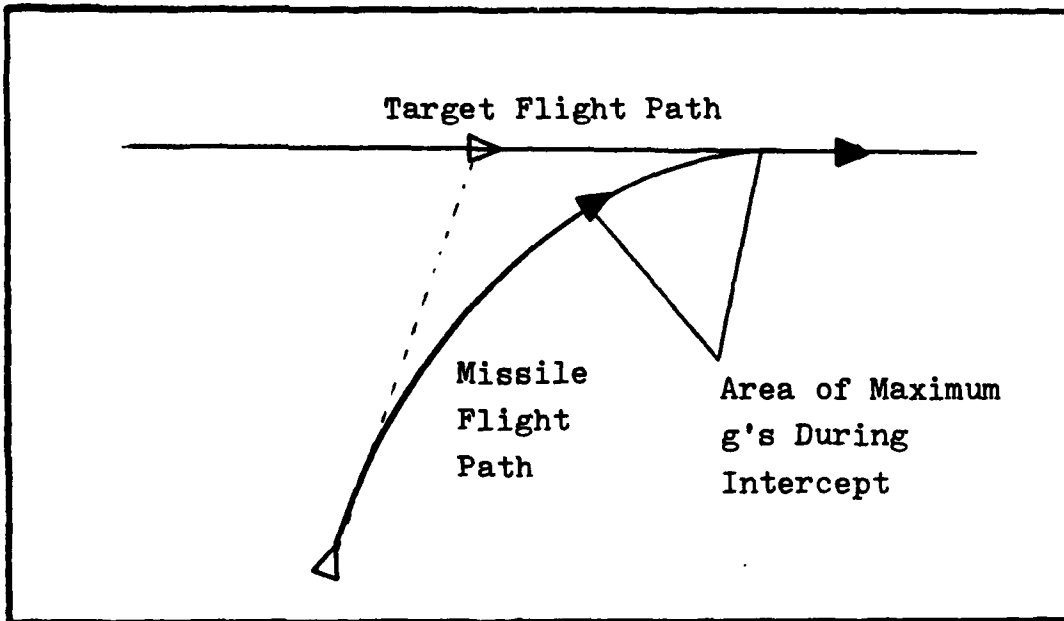 Target Flight Path
Missile
Flight
Path
Area of Maximum
g's During
Intercept